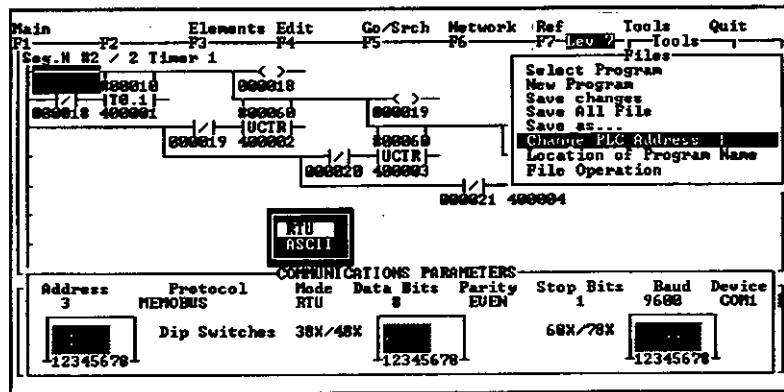 Main Elements Edit Go/Srch Network Ref Tools Quit
F1 F2 F3 F4 F5 F6 F7-Lev ? Tools
Seg.N #2 / 2 Timer 1
Files
Select Program
New Program
Save changes
Save All File
Save as...
Change PLC Address
Location of Program Name
File Operation
#00010 000018
T0.1
000018 400001 #00060 000019
UCTR
000019 400002 #00060
UCTR
000020 400003
000021 400004
RTU
ASCII
COMMUNICATIONS PARAMETERS
Address Protocol Mode Data Bits Parity Stop Bits Baud Device
3 MEMOBUS RTU 8 EVEN 1 9600 COM1
Dip Switches 38X/48X 68X/78X
12345678 12345678 12345678